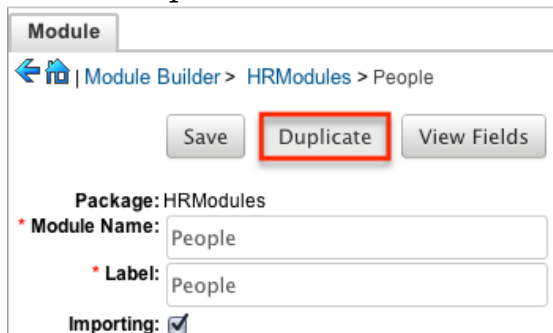 Module
| Module Builder > HRModules > People
Save Duplicate View Fields
Package: HRModules
* Module Name: People
* Label: People
Importing: